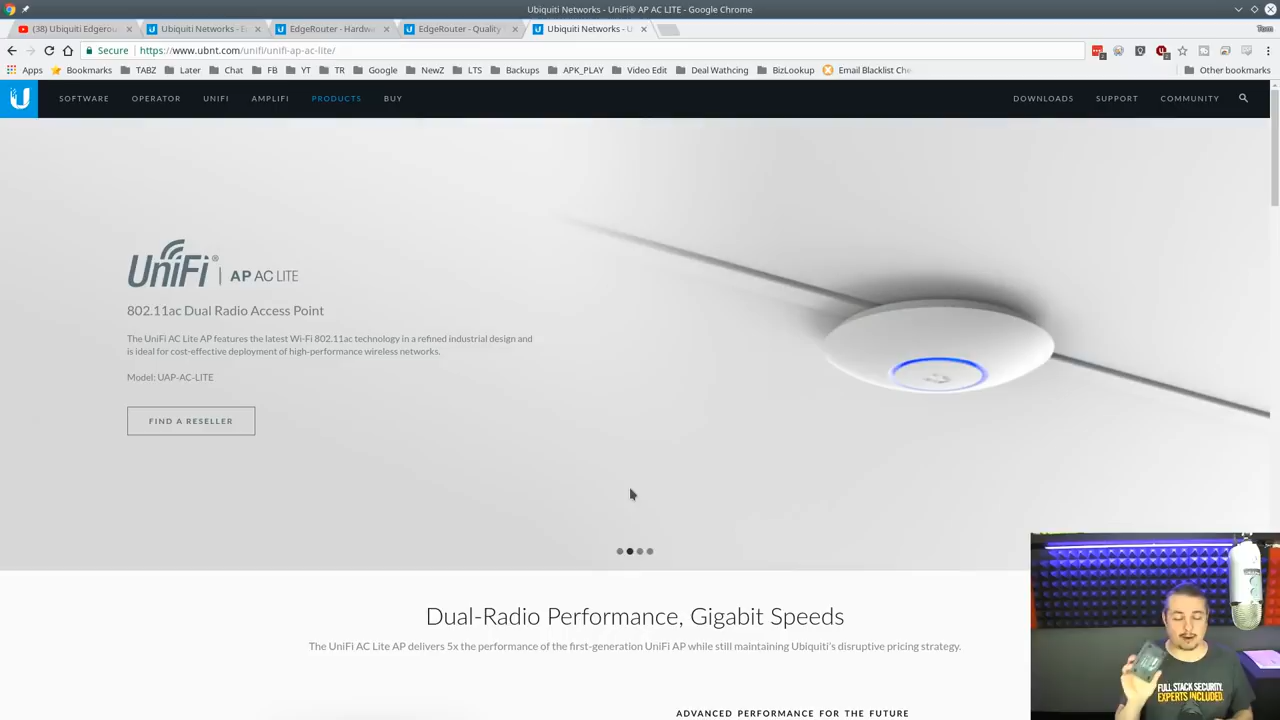 Ubiquiti Networks - UniFi® AP AC LITE - Google Chrome
(38) Ubiquiti Edgerou
Ubiquiti Networks - E
EdgeRouter - Hardwa
EdgeRouter - Quality
Ubiquiti Networks - U
Tom
Secure
https://www.ubnt.com/unifi/unifi-ap-ac-lite/
Apps
Bookmarks
TABZ
Later
Chat
FB
YT
TR
Google
NewZ
LTS
Backups
APK_PLAY
Video Edit
Deal Wathcing
BizLookup
Email Blacklist Che
Other bookmarks
SOFTWARE
OPERATOR
UNIFI
AMPLIFI
PRODUCTS
BUY
DOWNLOADS
SUPPORT
COMMUNITY
UniFi® | AP AC LITE
802.11ac Dual Radio Access Point
The UniFi AC Lite AP features the latest Wi-Fi 802.11ac technology in a refined industrial design and
is ideal for cost-effective deployment of high-performance wireless networks.
Model: UAP-AC-LITE
FIND A RESELLER
Dual-Radio Performance, Gigabit Speeds
The UniFi AC Lite AP delivers 5x the performance of the first-generation UniFi AP while still maintaining Ubiquiti's disruptive pricing strategy.
ADVANCED PERFORMANCE FOR THE FUTURE
FULL STACK SECURITY.
EXPERTS INCLUDED.